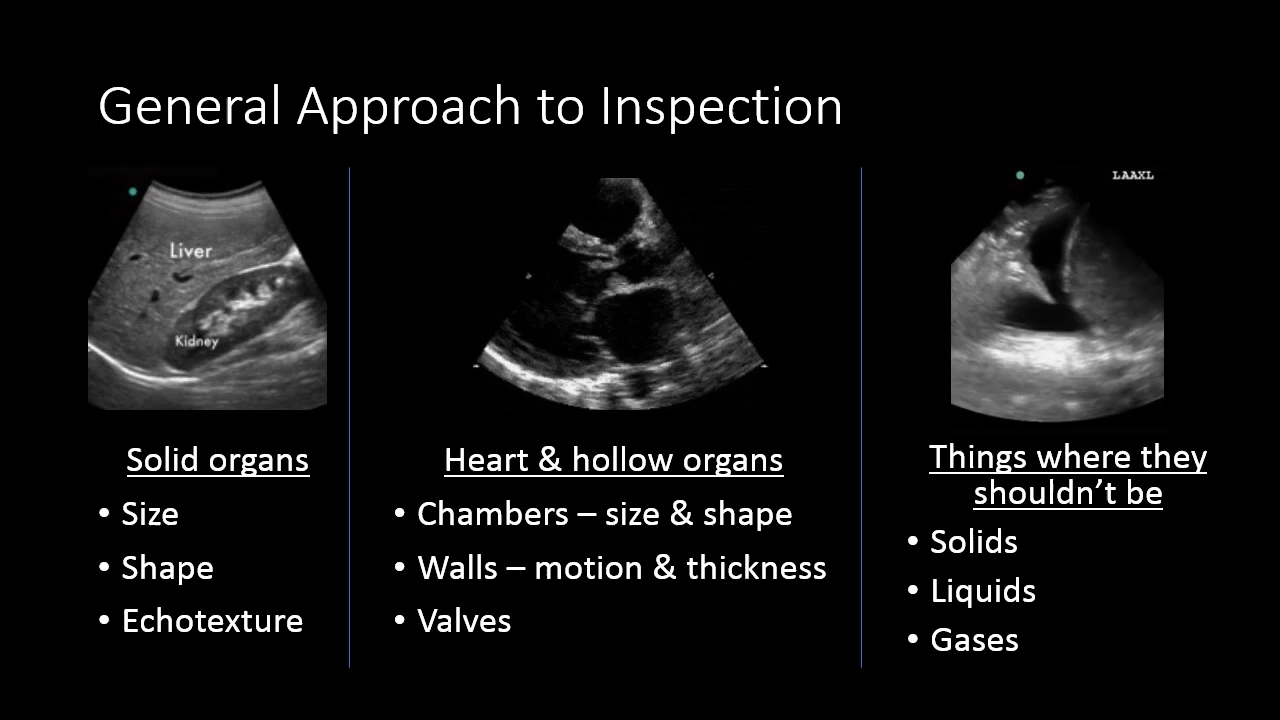 General Approach to Inspection
Liver
Kidney
LAAXL
Solid organs
• Size
• Shape
• Echotexture
Heart & hollow organs
• Chambers – size & shape
• Walls – motion & thickness
• Valves
Things where they
shouldn’t be
• Solids
• Liquids
• Gases